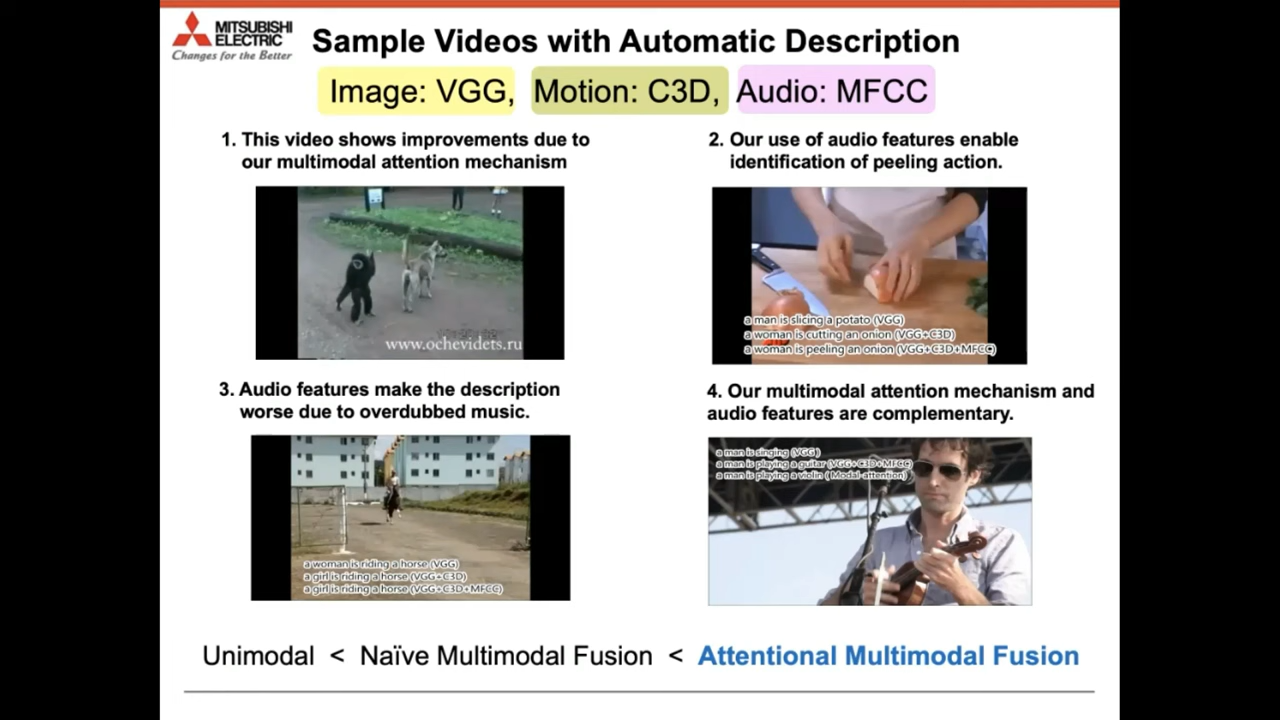 MITSUBISHI
ELECTRIC
Changes for the Better
Sample Videos with Automatic Description
Image: VGG, Motion: C3D, Audio: MFCC
1. This video shows improvements due to
our multimodal attention mechanism
www.ochevidets.ru
2. Our use of audio features enable
identification of peeling action.
a man is slicing a potato (VGG)
a woman is cutting an onion (VGG+C3D)
a woman is peeling an onion (VGG+C3D+MFCC)
3. Audio features make the description
worse due to overdubbed music.
a woman is riding a horse (VGG)
a girl is riding a horse (VGG+C3D)
a girl is riding a horse (VGG+C3D+MFCC)
4. Our multimodal attention mechanism and
audio features are complementary.
a man is singing (VGG)
a man is playing a guitar (VGG+C3D+MFCC)
a man is playing a violin (Modal-attention)
Unimodal < Naïve Multimodal Fusion < Attentional Multimodal Fusion